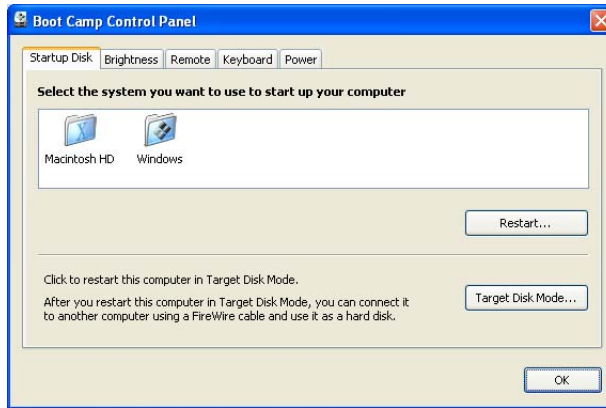 Boot Camp Control Panel
Startup Disk Brightness Remote Keyboard Power
Select the system you want to use to start up your computer
Macintosh HD Windows
Restart...
Click to restart this computer in Target Disk Mode.
After you restart this computer in Target Disk Mode, you can connect it
to another computer using a FireWire cable and use it as a hard disk.
Target Disk Mode...
OK